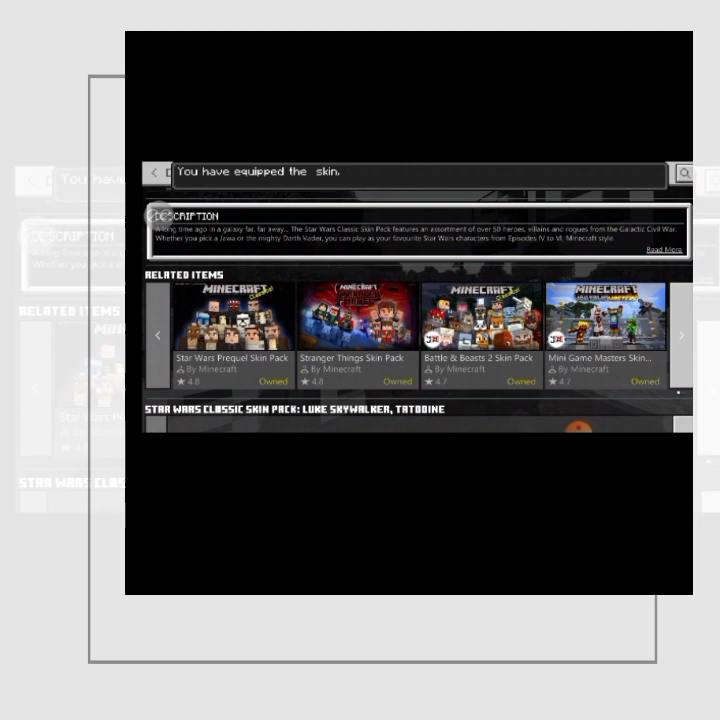 You have equipped the skin.
DESCRIPTION
A long time ago in a galaxy far, far away... The Star Wars Classic Skin Pack features an assortment of over 50 heroes, villains and rogues from the Galactic Civil War.
Whether you pick a Jawa or the mighty Darth Vader, you can play as your favourite Star Wars characters from Episodes IV to VI, Minecraft style.
Read More
RELATED ITEMS
MINECRAFT MINECRAFT MINECRAFT MINECRAFT
Star Wars Prequel Skin Pack Stranger Things Skin Pack Battle & Beasts 2 Skin Pack Mini Game Masters Skin...
By Minecraft By Minecraft By Minecraft By Minecraft
4.8 Owned 4.8 Owned 4.7 Owned 4.7 Owned
STAR WARS CLASSIC SKIN PACK: LUKE SKYWALKER, TATOOINE